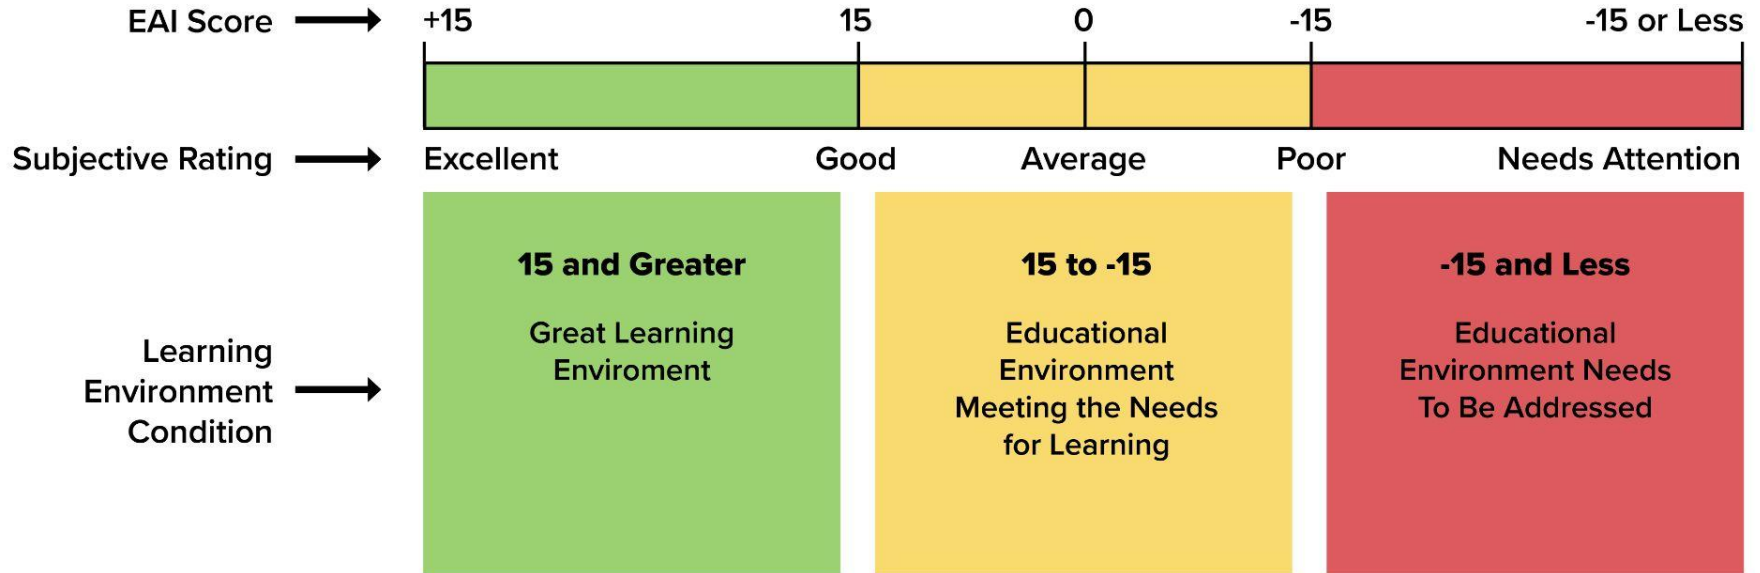 EAI Score
+15
15
0
-15
-15 or Less
Subjective Rating
Excellent
Good
Average
Poor
Needs Attention
Learning
Environment
Condition
15 and Greater
Great Learning
Enviroment
15 to -15
Educational
Environment
Meeting the Needs
for Learning
-15 and Less
Educational
Environment Needs
To Be Addressed